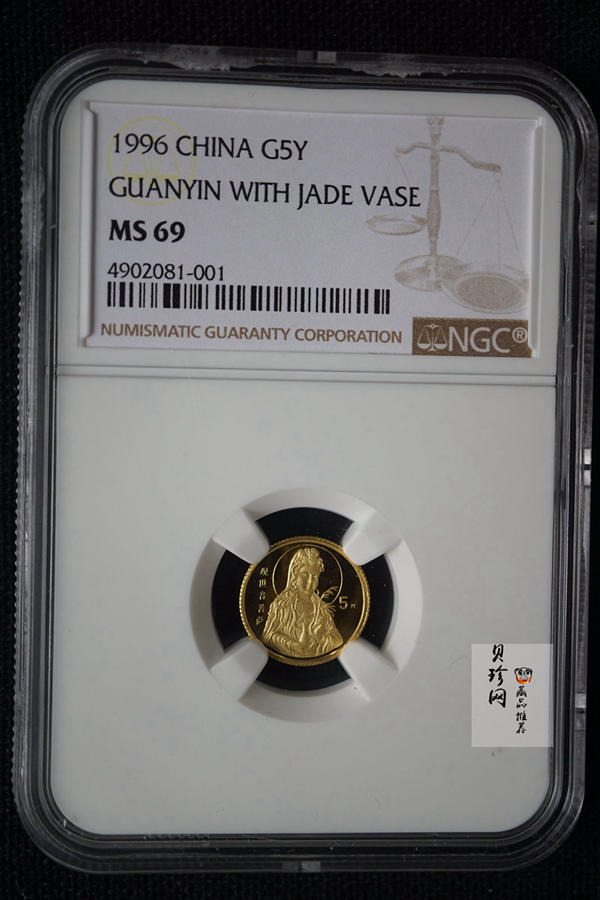 1996 CHINA G5Y
GUANYIN WITH JADE VASE
MS 69
4902081-001
NUMISMATIC GUARANTY CORPORATION
NGC®
观世音菩萨
5元
贝珍网
藏品推荐